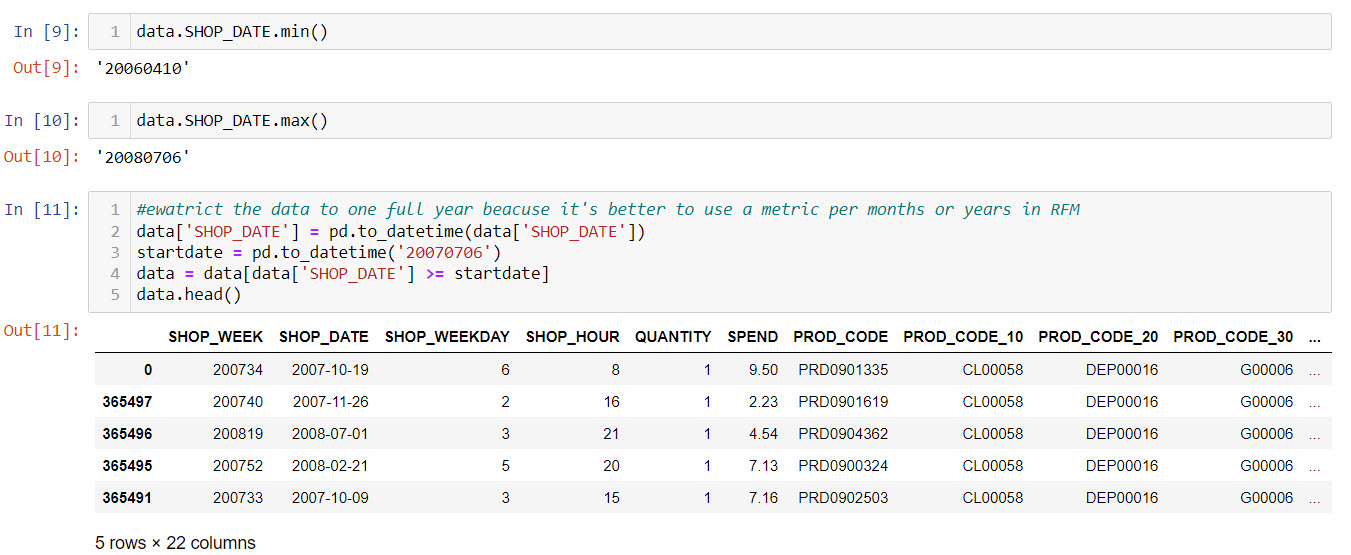 In [9]: 1 data.SHOP_DATE.min()
Out[9]: '20060410'
In [10]: 1 data.SHOP_DATE.max()
Out[10]: '20080706'
In [11]: 1 #ewatrict the data to one full year beacuse it's better to use a metric per months or years in RFM
2 data['SHOP_DATE'] = pd.to_datetime(data['SHOP_DATE'])
3 startdate = pd.to_datetime('20070706')
4 data = data[data['SHOP_DATE'] >= startdate]
5 data.head()
Out[11]:
SHOP_WEEK SHOP_DATE SHOP_WEEKDAY SHOP_HOUR QUANTITY SPEND PROD_CODE PROD_CODE_10 PROD_CODE_20 PROD_CODE_30 ...
0 200734 2007-10-19 6 8 1 9.50 PRD0901335 CL00058 DEP00016 G00006 ...
365497 200740 2007-11-26 2 16 1 2.23 PRD0901619 CL00058 DEP00016 G00006 ...
365496 200819 2008-07-01 3 21 1 4.54 PRD0904362 CL00058 DEP00016 G00006 ...
365495 200752 2008-02-21 5 20 1 7.13 PRD0900324 CL00058 DEP00016 G00006 ...
365491 200733 2007-10-09 3 15 1 7.16 PRD0902503 CL00058 DEP00016 G00006 ...
5 rows × 22 columns